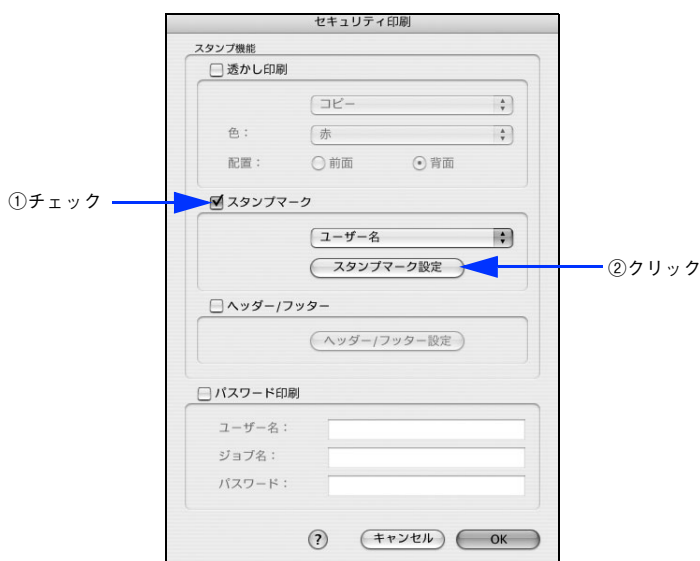 セキュリティ印刷
スタンプ機能
透かし印刷
コピー
色：
赤
配置：
前面
背面
①チェック
スタンプマーク
ユーザー名
スタンプマーク設定
②クリック
ヘッダー/フッター
ヘッダー/フッター設定
パスワード印刷
ユーザー名：
ジョブ名：
パスワード：
?
キャンセル
OK